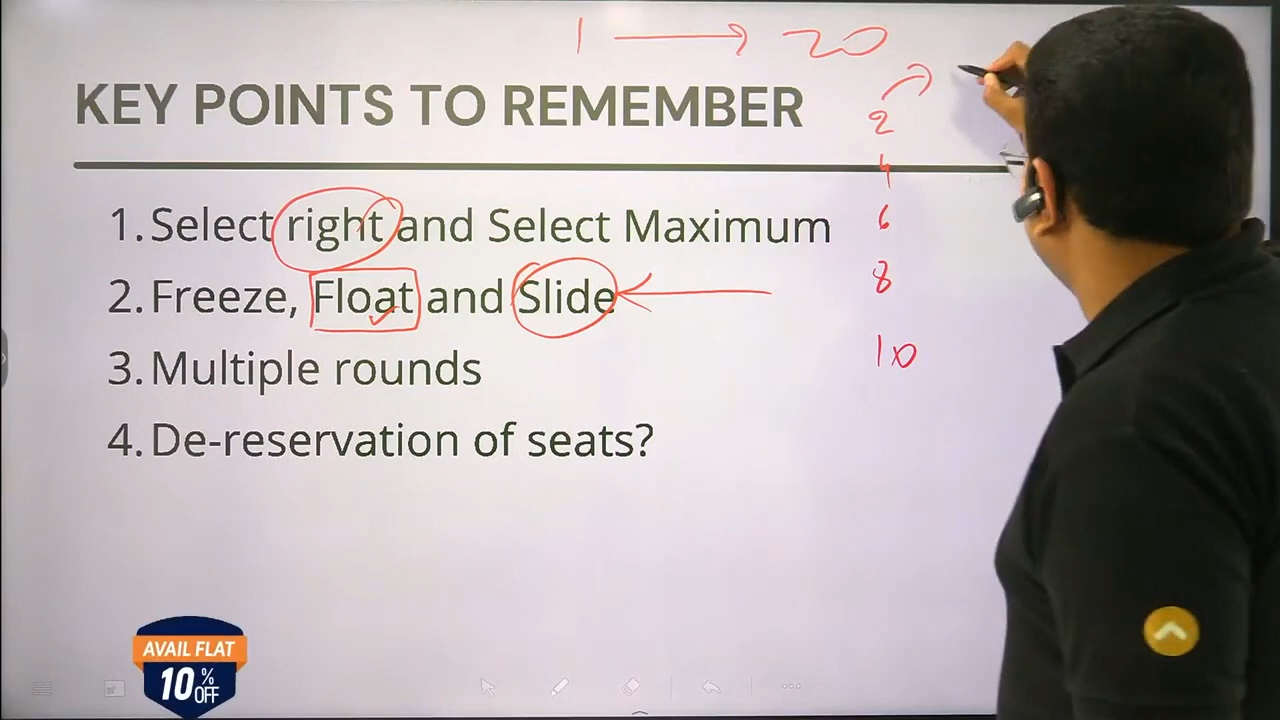 1 → 20
KEY POINTS TO REMEMBER
2
4
1. Select right and Select Maximum
6
2. Freeze, Float and Slide
8
3. Multiple rounds
10
4. De-reservation of seats?
AVAIL FLAT
10% OFF